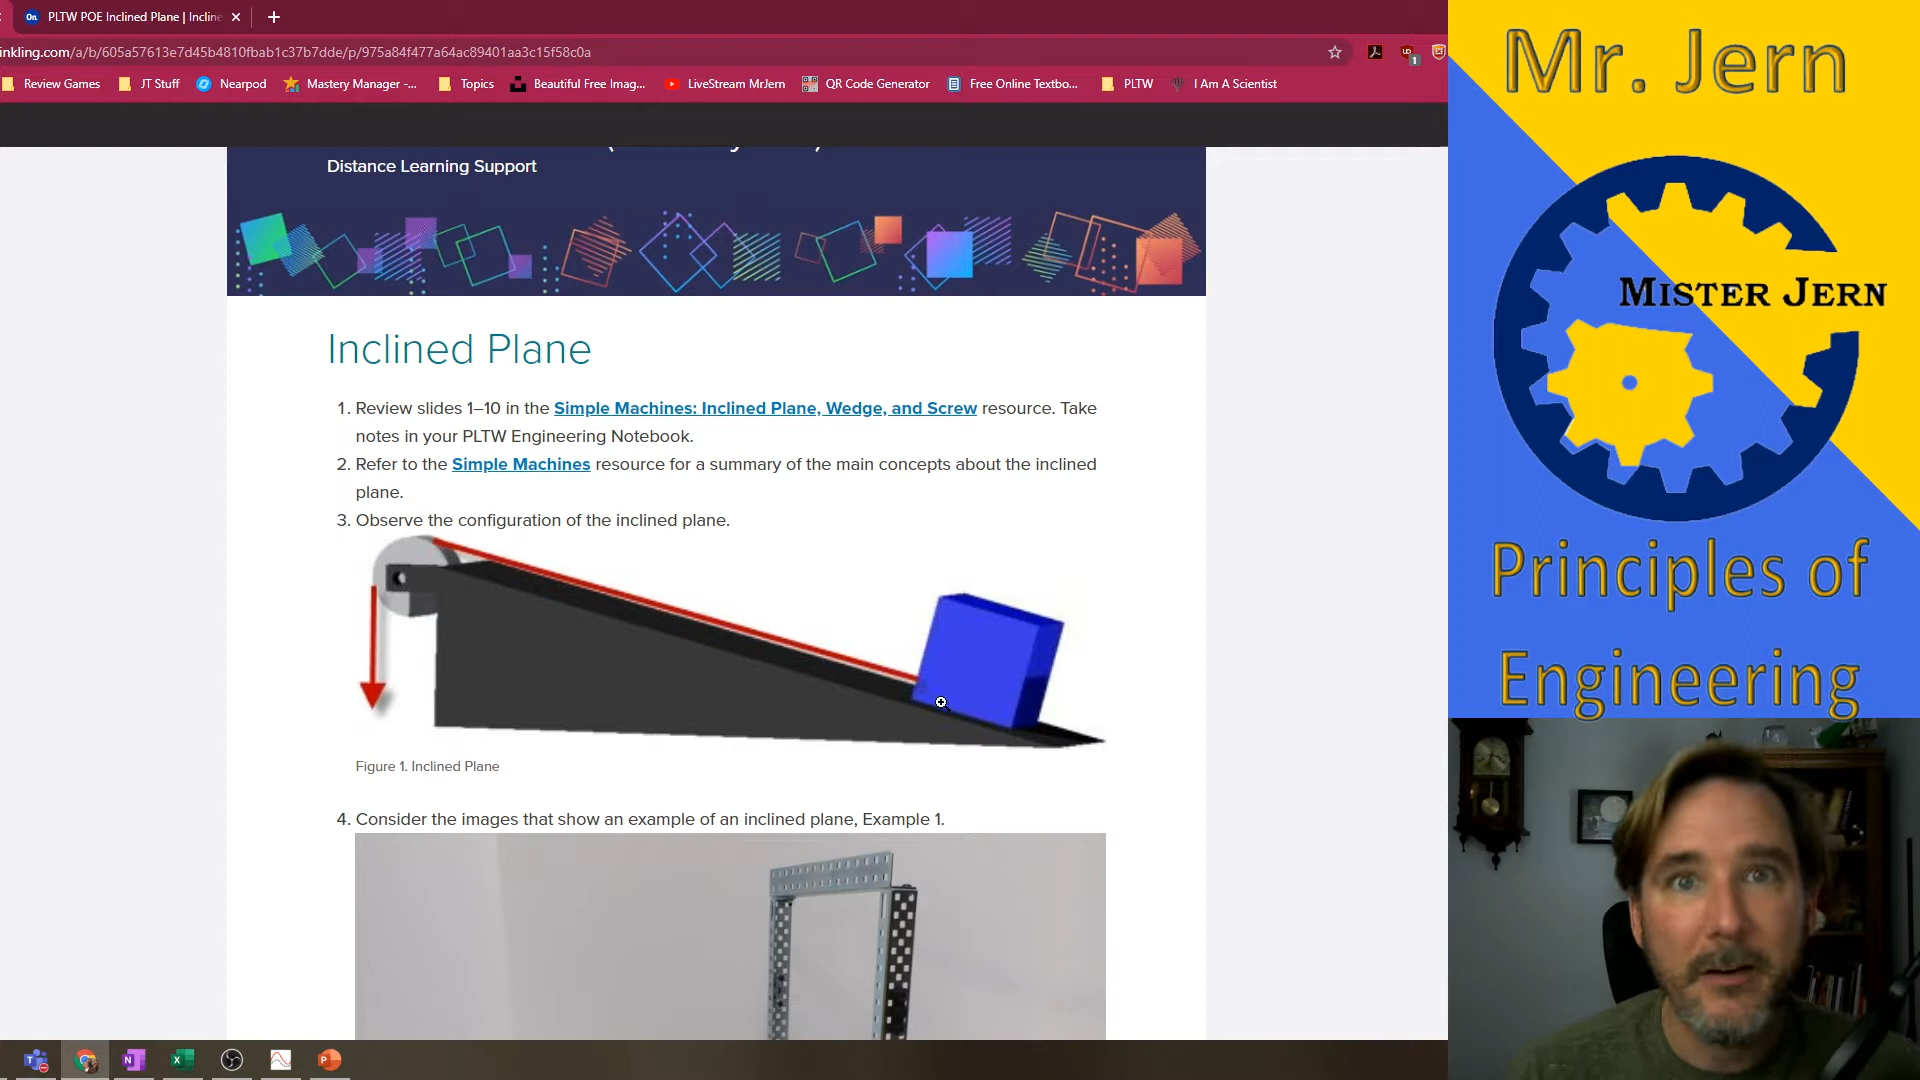 PLTW POE Inclined Plane | Incline
inkling.com/a/b/605a57613e7d45b4810fbab1c37b7dde/p/975a84f477a64ac89401aa3c15f58c0a
Review Games JT Stuff Nearpod Mastery Manager -... Topics Beautiful Free Imag... LiveStream MrJern QR Code Generator Free Online Textbo... PLTW I Am A Scientist
Distance Learning Support
Inclined Plane
1. Review slides 1–10 in the Simple Machines: Inclined Plane, Wedge, and Screw resource. Take
notes in your PLTW Engineering Notebook.
2. Refer to the Simple Machines resource for a summary of the main concepts about the inclined
plane.
3. Observe the configuration of the inclined plane.
Figure 1. Inclined Plane
4. Consider the images that show an example of an inclined plane, Example 1.
Mr. Jern
MISTER JERN
Principles of
Engineering